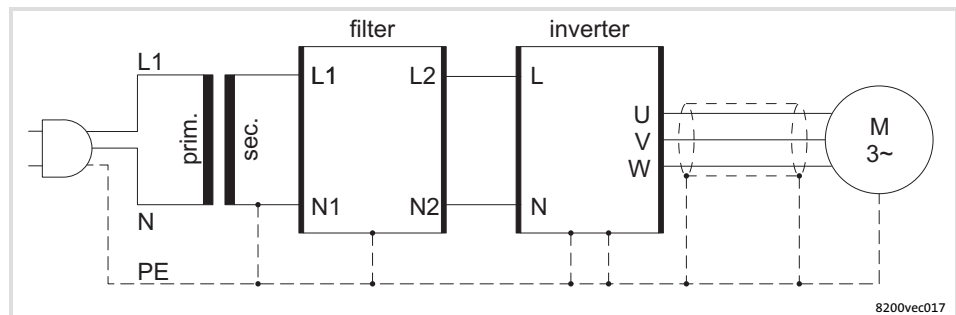 filter
inverter
L1
L1
L2
L
prim.
sec.
U
V
W
M
3~
N
N1
N2
N
PE
8200vec017